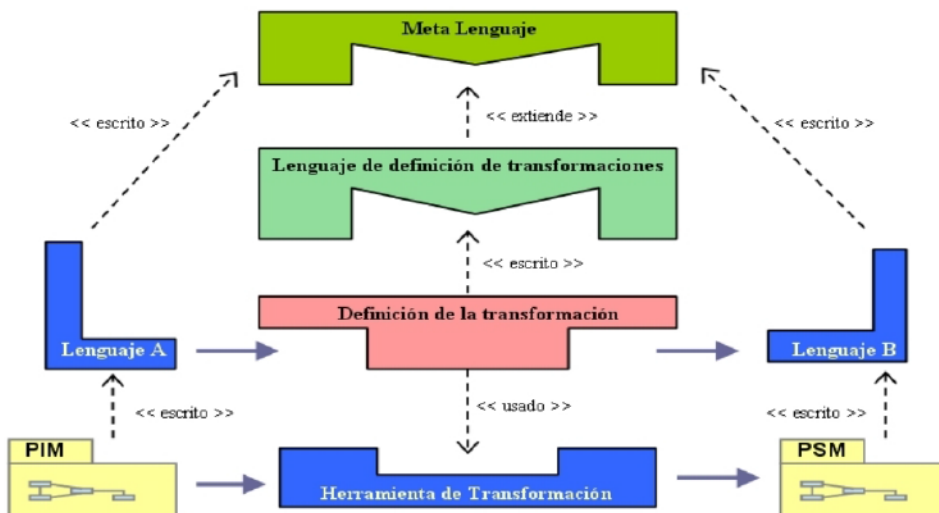 Meta Lenguaje
<< escrito >>
<< extiende >>
<< escrito >>
Lenguaje de definición de transformaciones
<< escrito >>
Definición de la transformación
Lenguaje A
Lenguaje B
<< escrito >>
<< usado >>
<< escrito >>
PIM
PSM
Herramienta de Transformación